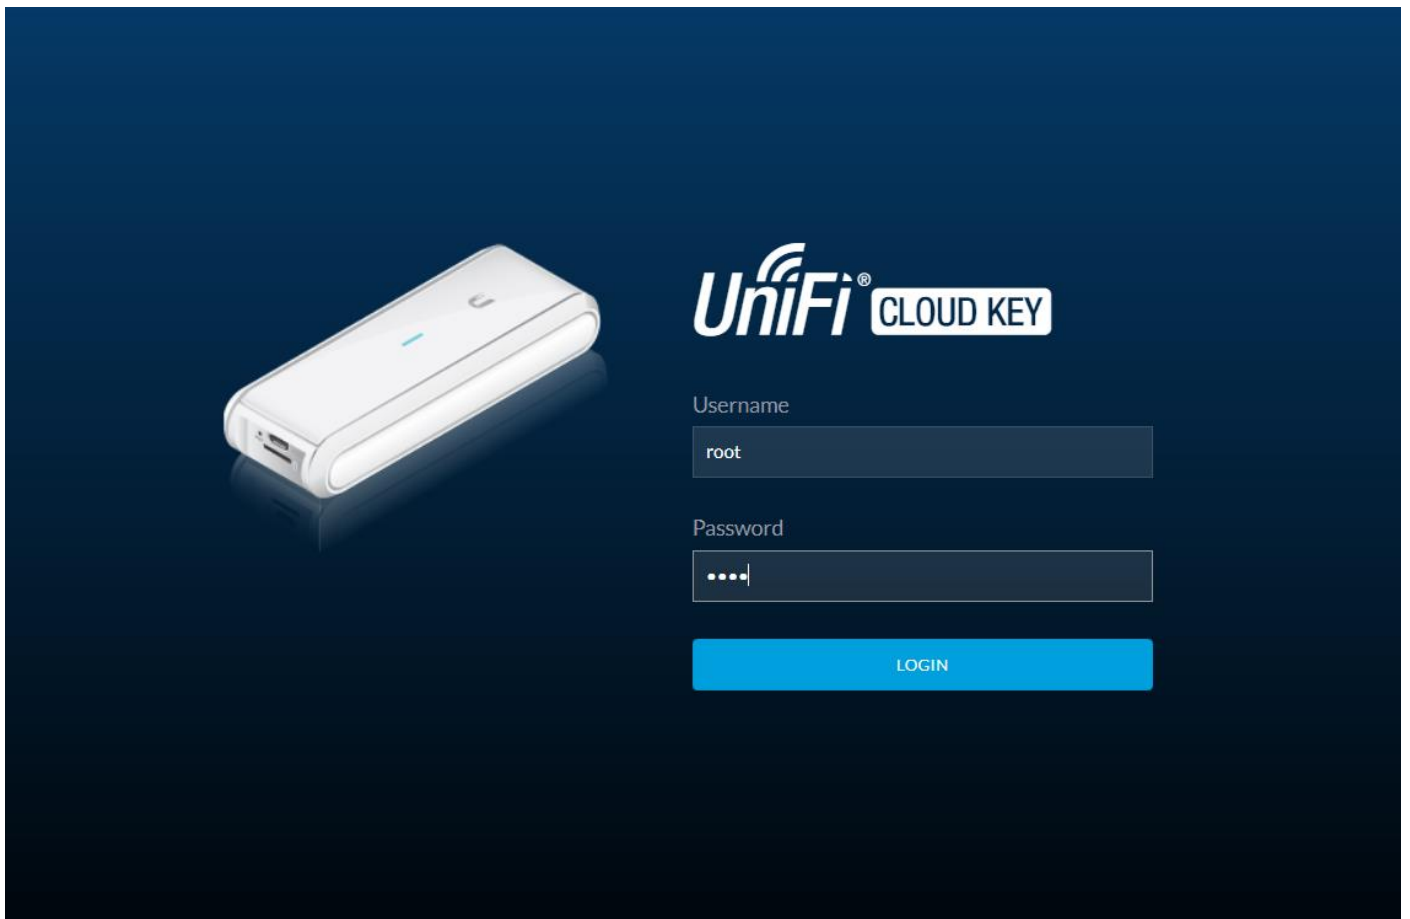 UniFi® CLOUD KEY
Username
root
Password
••••
LOGIN